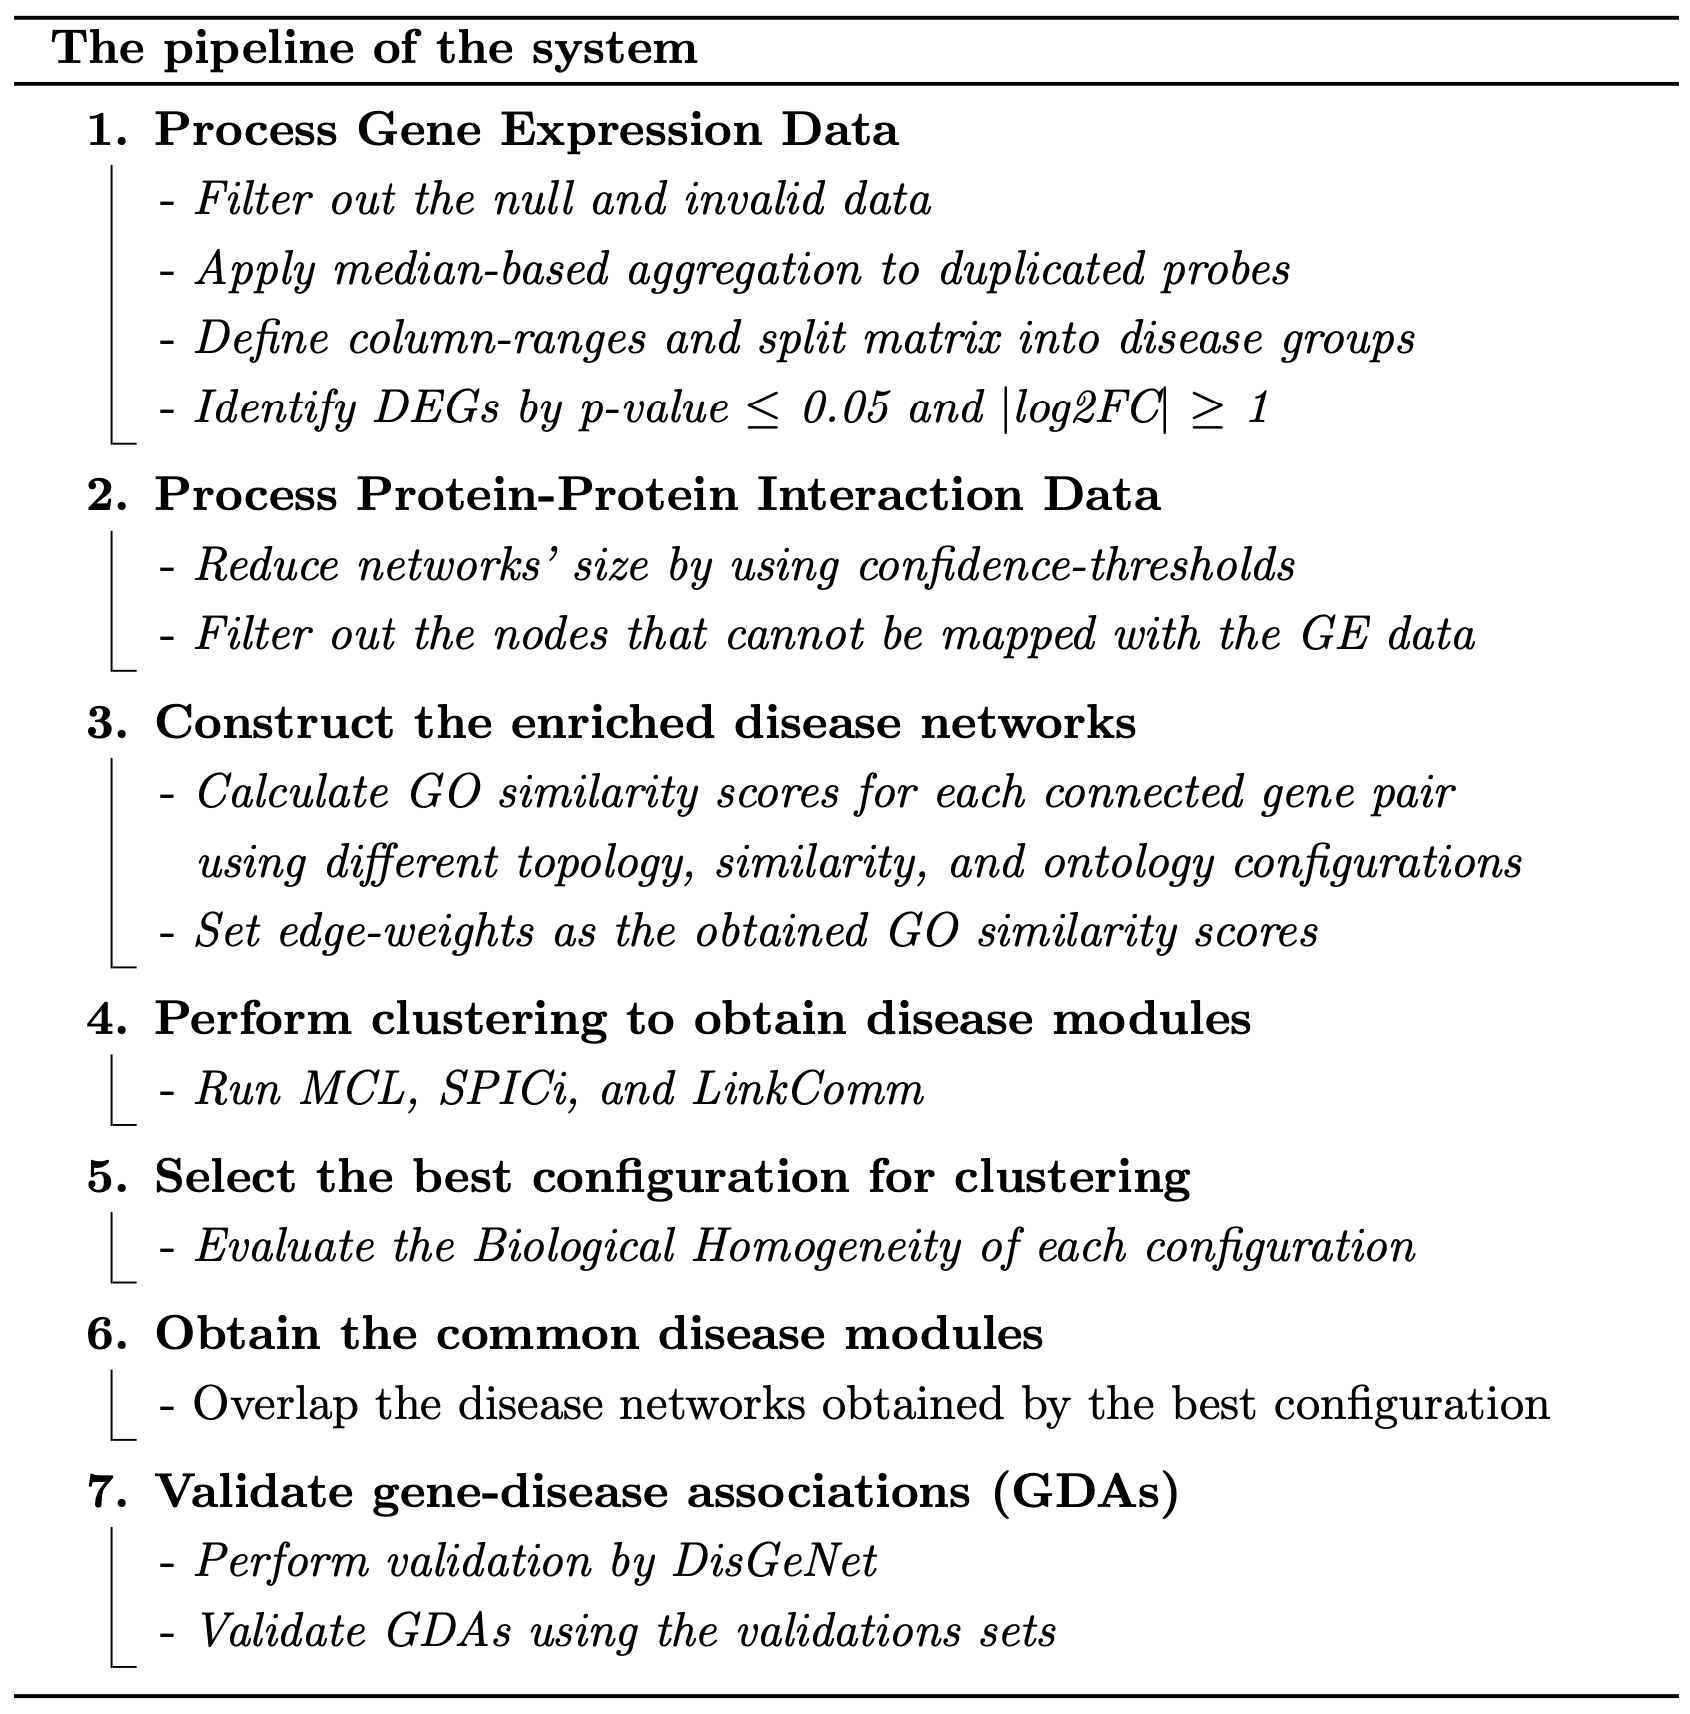 The pipeline of the system
1. Process Gene Expression Data
- Filter out the null and invalid data
- Apply median-based aggregation to duplicated probes
- Define column-ranges and split matrix into disease groups
- Identify DEGs by p-value ≤ 0.05 and |log2FC| ≥ 1
2. Process Protein-Protein Interaction Data
- Reduce networks’ size by using confidence-thresholds
- Filter out the nodes that cannot be mapped with the GE data
3. Construct the enriched disease networks
- Calculate GO similarity scores for each connected gene pair
using different topology, similarity, and ontology configurations
- Set edge-weights as the obtained GO similarity scores
4. Perform clustering to obtain disease modules
- Run MCL, SPICi, and LinkComm
5. Select the best configuration for clustering
- Evaluate the Biological Homogeneity of each configuration
6. Obtain the common disease modules
- Overlap the disease networks obtained by the best configuration
7. Validate gene-disease associations (GDAs)
- Perform validation by DisGeNet
- Validate GDAs using the validations sets